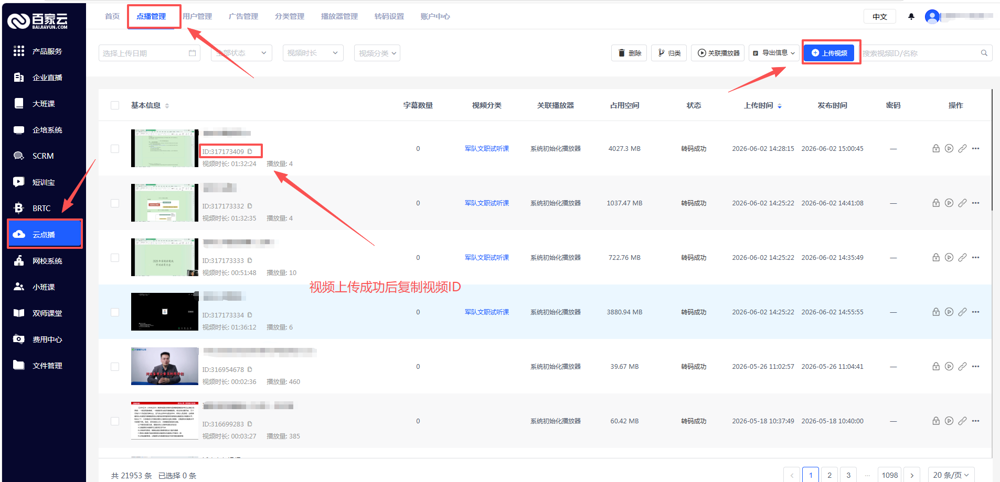 百家云
BAIJIAYUN.COM
首页 点播管理 用户管理 广告管理 分类管理 播放器管理 转码设置 账户中心
中文
产品服务
企业直播
大班课
企培系统
SCRM
短训宝
BRTC
云点播
网校系统
小班课
双师课堂
费用中心
文件管理
选择上传日期 全部状态 视频时长 视频分类
删除 归类 关联播放器 导出信息 上传视频 搜索视频ID/名称
基本信息 字幕数量 视频分类 关联播放器 占用空间 状态 上传时间 发布时间 密码 操作
ID:317173409
视频时长: 01:32:24 播放量: 4
0 军队文职试听课 系统初始化播放器 4027.3 MB 转码成功 2026-06-02 14:28:15 2026-06-02 15:00:45 —
ID:317173332
视频时长: 01:32:35 播放量: 4
0 军队文职试听课 系统初始化播放器 1037.47 MB 转码成功 2026-06-02 14:25:22 2026-06-02 14:41:08 —
ID:317173333
视频时长: 00:51:48 播放量: 10
0 军队文职试听课 系统初始化播放器 722.76 MB 转码成功 2026-06-02 14:25:22 2026-06-02 14:35:49 —
视频上传成功后复制视频ID
ID:317173334
视频时长: 01:36:12 播放量: 6
0 军队文职试听课 系统初始化播放器 3880.94 MB 转码成功 2026-06-02 14:25:22 2026-06-02 14:55:55 —
ID:316954678
视频时长: 00:02:36 播放量: 460
0 系统初始化播放器 39.67 MB 转码成功 2026-05-26 11:02:57 2026-05-26 11:04:41 —
ID:316699283
视频时长: 00:03:27 播放量: 385
0 系统初始化播放器 60.42 MB 转码成功 2026-05-18 10:37:49 2026-05-18 10:40:00 —
共 21953 条 已选择 0 条
1 2 3 ··· 1098 20 条/页